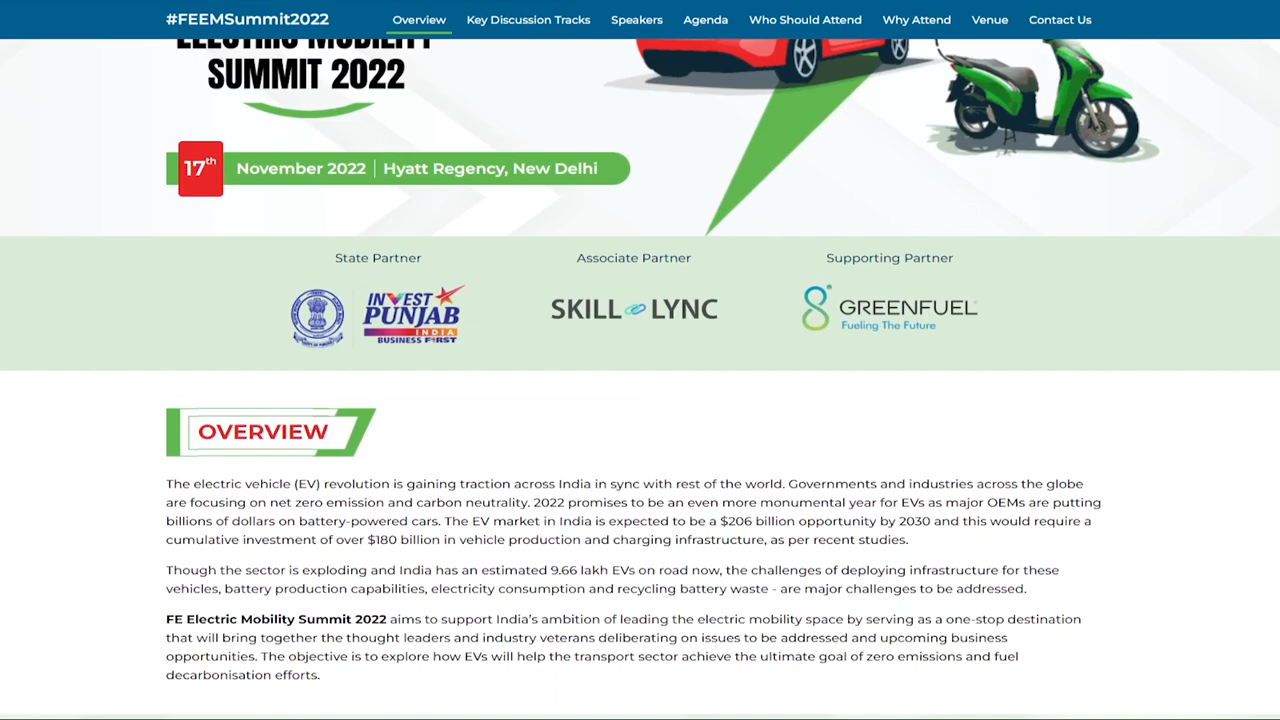 #FEEMSummit2022 Overview Key Discussion Tracks Speakers Agenda Who Should Attend Why Attend Venue Contact Us
ELECTRIC MOBILITY
SUMMIT 2022
17th November 2022 | Hyatt Regency, New Delhi
State Partner Associate Partner Supporting Partner
INVEST
PUNJAB
INDIA
BUSINESS FIRST
SKILL LYNC
GREENFUEL
Fueling The Future
OVERVIEW
The electric vehicle (EV) revolution is gaining traction across India in sync with rest of the world. Governments and industries across the globe
are focusing on net zero emission and carbon neutrality. 2022 promises to be an even more monumental year for EVs as major OEMs are putting
billions of dollars on battery-powered cars. The EV market in India is expected to be a $206 billion opportunity by 2030 and this would require a
cumulative investment of over $180 billion in vehicle production and charging infrastructure, as per recent studies.
Though the sector is exploding and India has an estimated 9.66 lakh EVs on road now, the challenges of deploying infrastructure for these
vehicles, battery production capabilities, electricity consumption and recycling battery waste - are major challenges to be addressed.
FE Electric Mobility Summit 2022 aims to support India's ambition of leading the electric mobility space by serving as a one-stop destination
that will bring together the thought leaders and industry veterans deliberating on issues to be addressed and upcoming business
opportunities. The objective is to explore how EVs will help the transport sector achieve the ultimate goal of zero emissions and fuel
decarbonisation efforts.